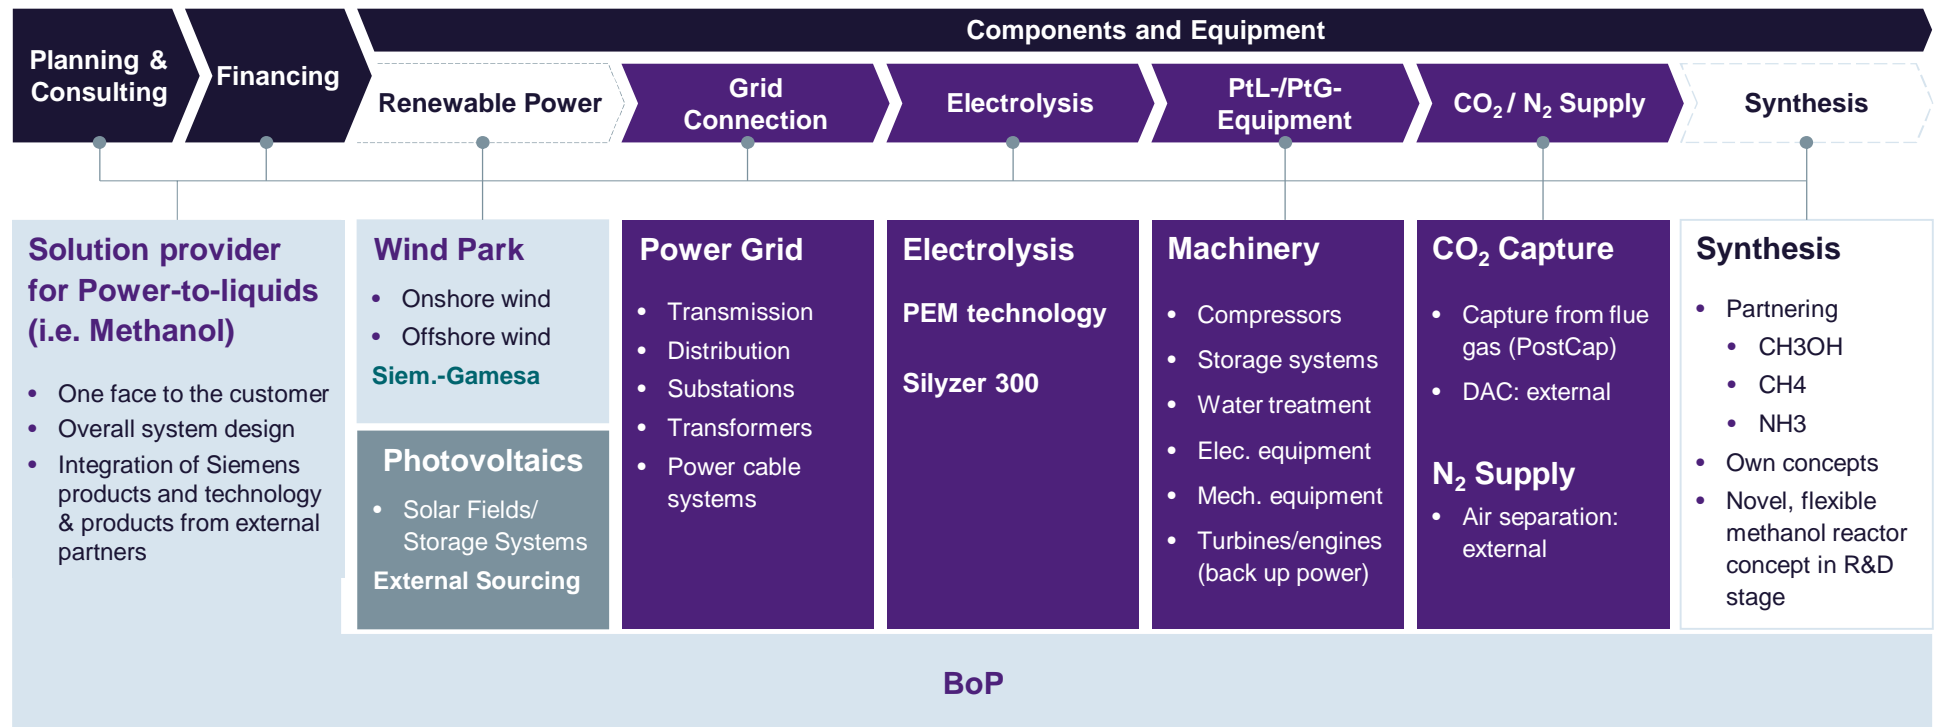 Components and Equipment
Planning &
Consulting
Financing
Renewable Power
Grid
Connection
Electrolysis
PtL-/PtG-
Equipment
CO₂ / N₂ Supply
Synthesis
Solution provider
for Power-to-liquids
(i.e. Methanol)
• One face to the customer
• Overall system design
• Integration of Siemens
products and technology
& products from external
partners
Wind Park
• Onshore wind
• Offshore wind
Siem.-Gamesa
Photovoltaics
• Solar Fields/
Storage Systems
External Sourcing
Power Grid
• Transmission
• Distribution
• Substations
• Transformers
• Power cable
systems
Electrolysis
PEM technology
Silyzer 300
Machinery
• Compressors
• Storage systems
• Water treatment
• Elec. equipment
• Mech. equipment
• Turbines/engines
(back up power)
CO₂ Capture
• Capture from flue
gas (PostCap)
• DAC: external
N₂ Supply
• Air separation:
external
Synthesis
• Partnering
• CH3OH
• CH4
• NH3
• Own concepts
• Novel, flexible
methanol reactor
concept in R&D
stage
BoP